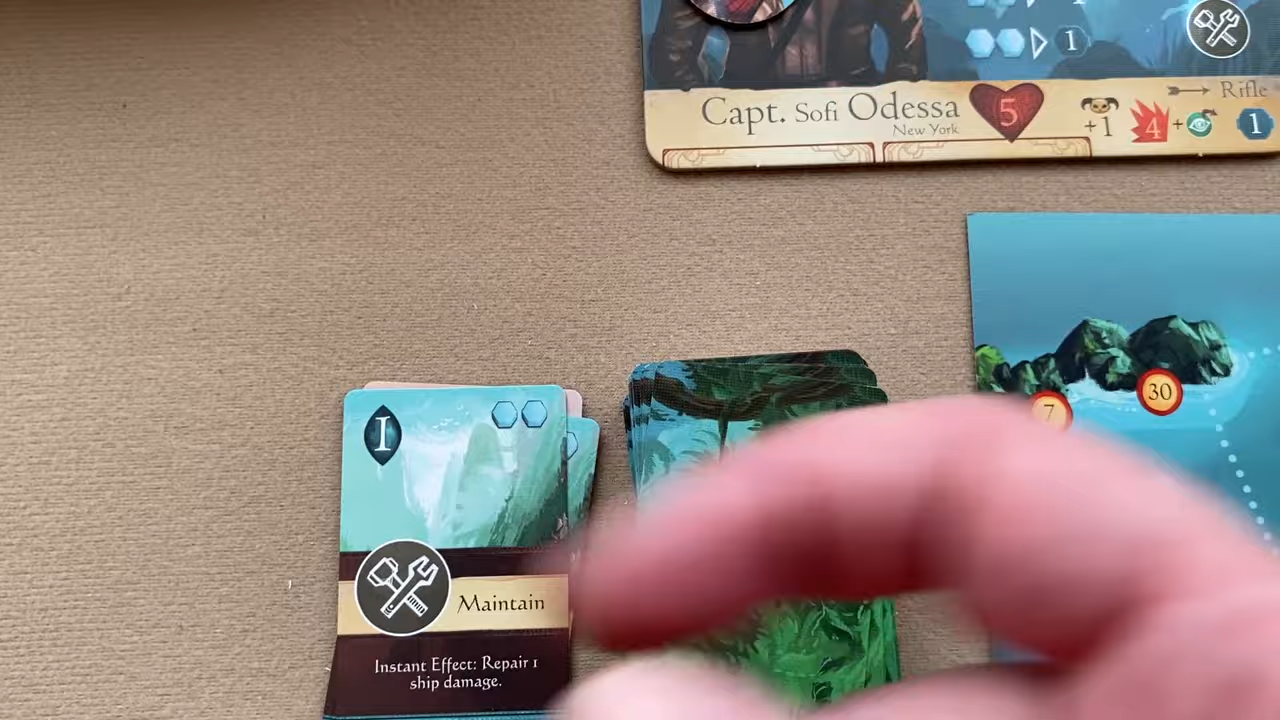 1
Rifle
Capt. Sofi Odessa
New York
5
+1
4
+
1
7
30
I
Maintain
Instant Effect: Repair 1
ship damage.